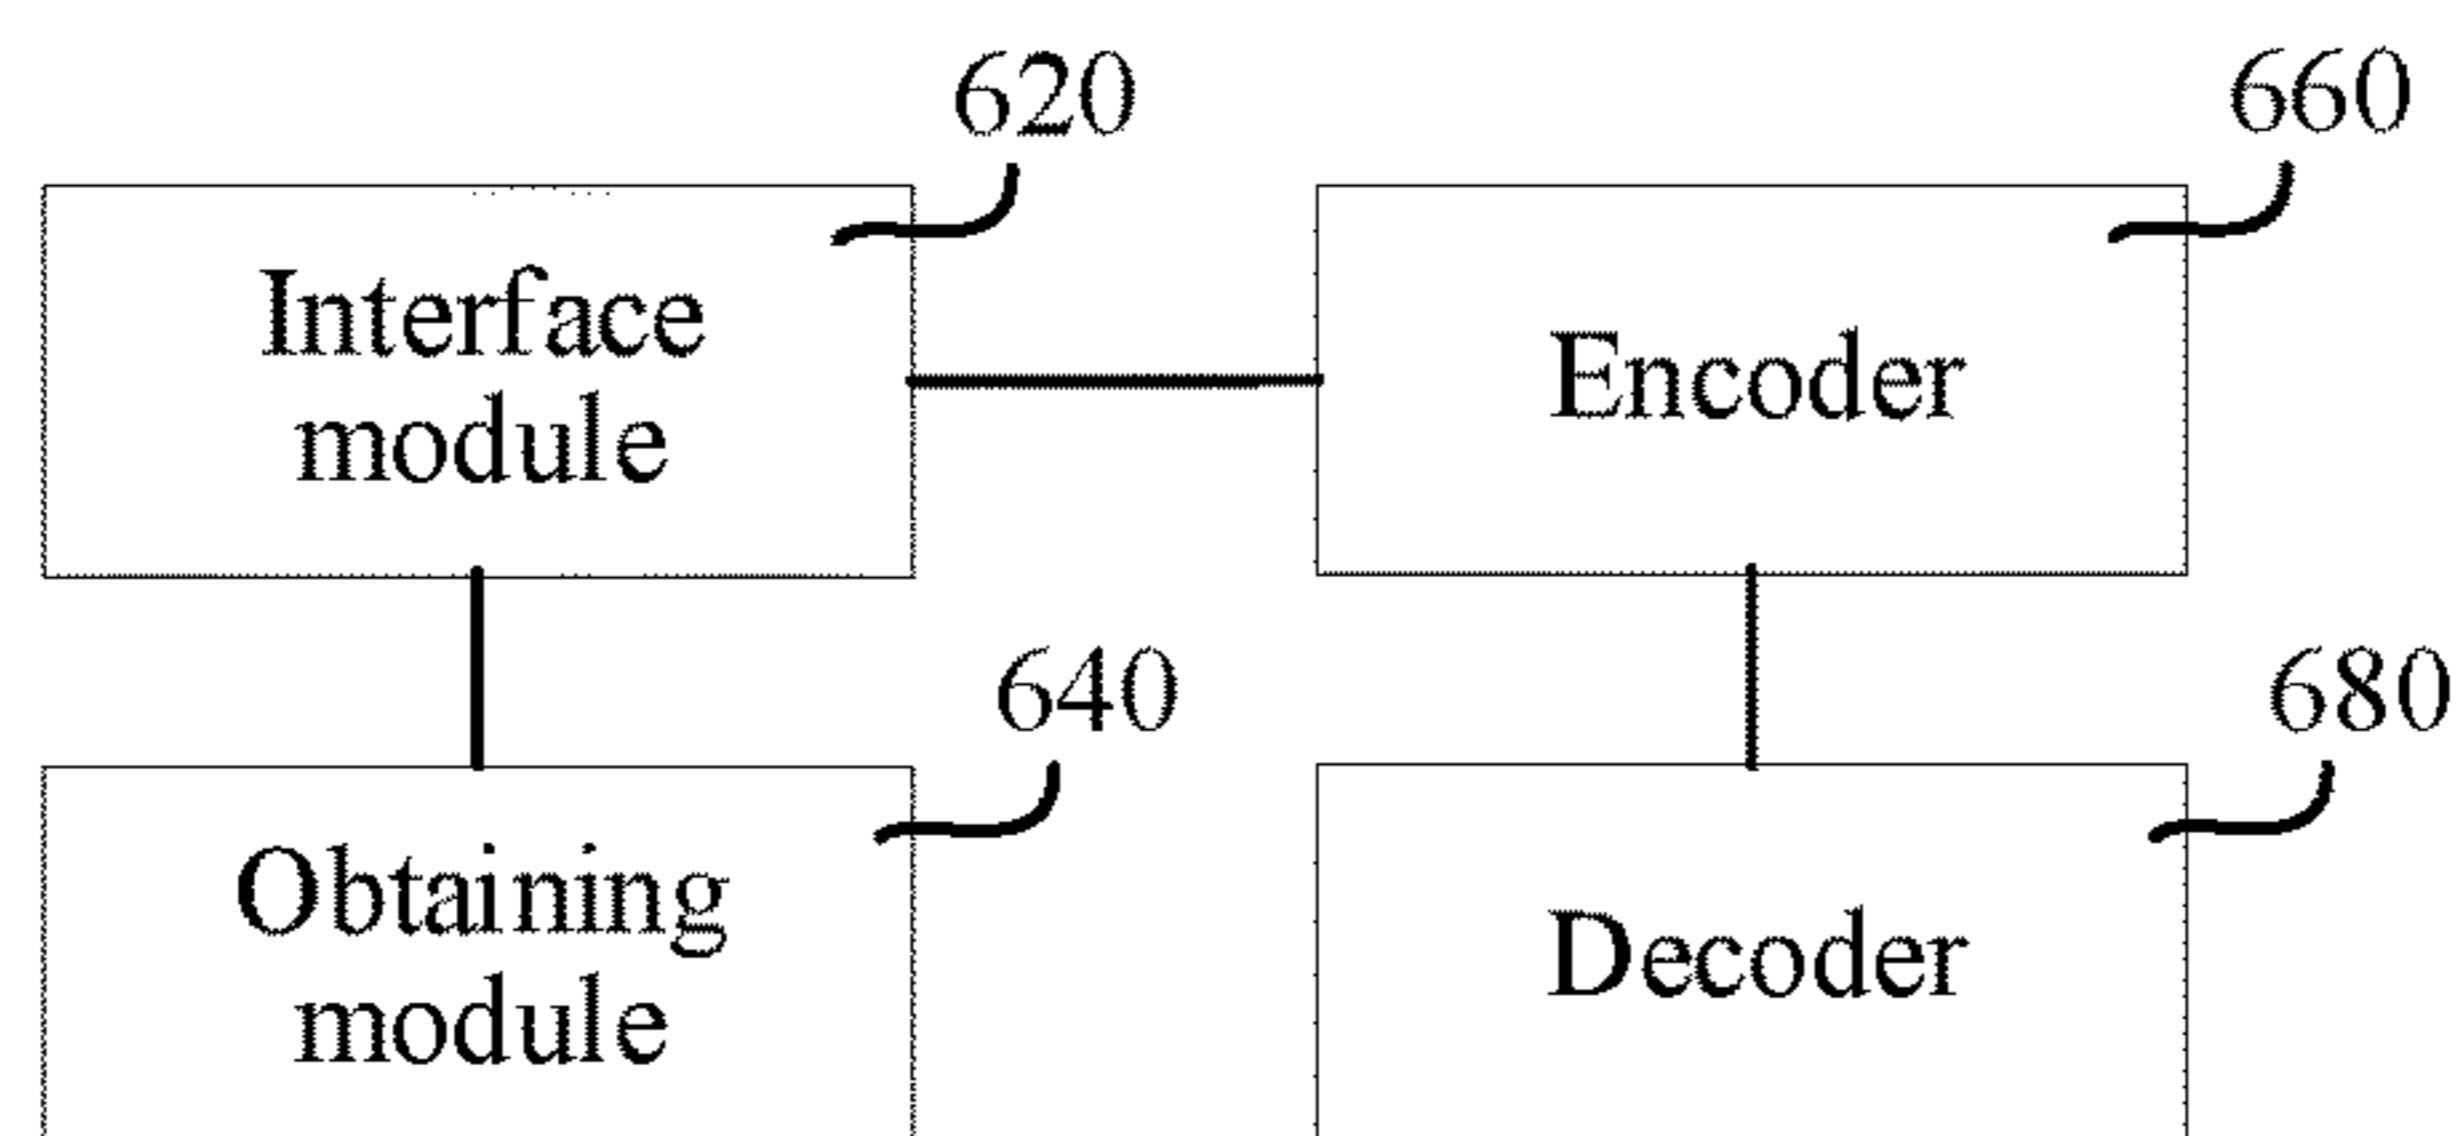 620
660
Interface
module
Encoder
640
680
Obtaining
module
Decoder